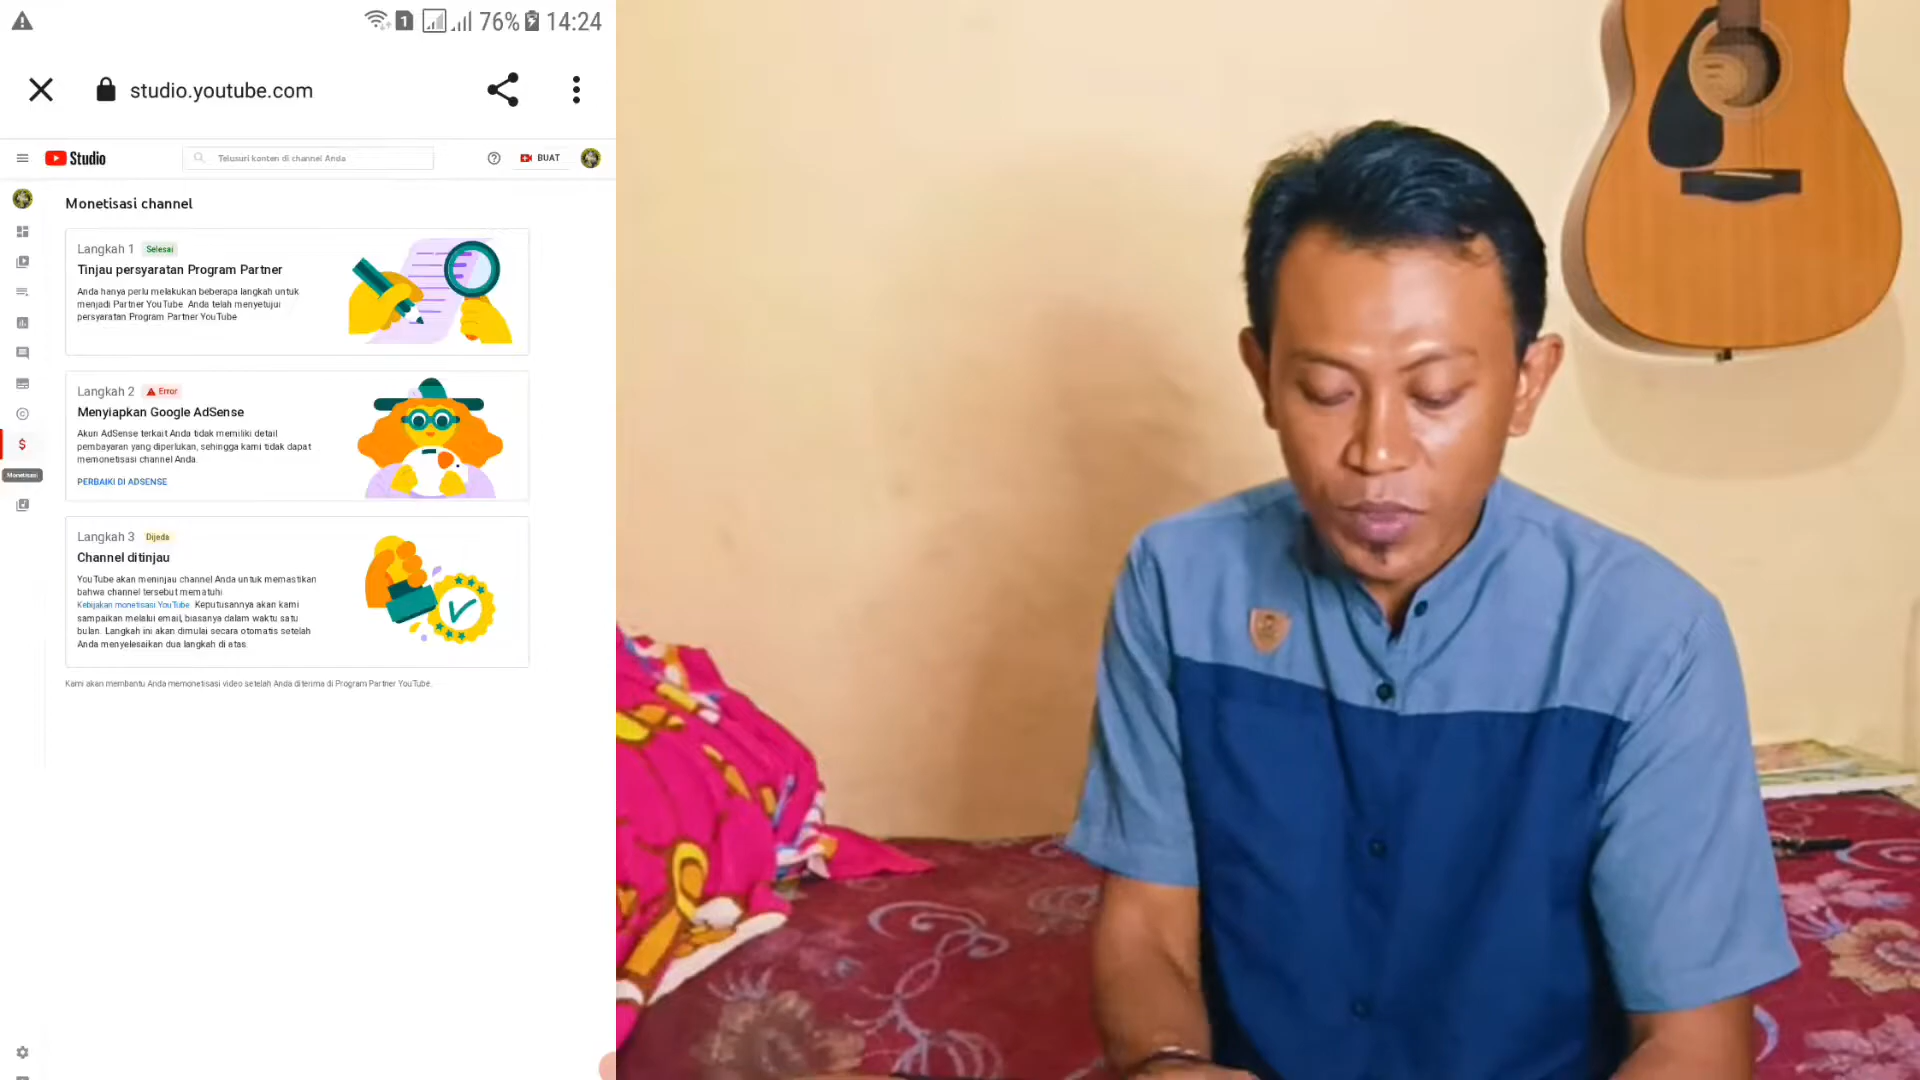 1 76% 14:24
studio.youtube.com
Studio
Telusuri konten di channel Anda
BUAT
Monetisasi channel
Langkah 1 Selesai
Tinjau persyaratan Program Partner
Anda hanya perlu melakukan beberapa langkah untuk
menjadi Partner YouTube. Anda telah menyetujui
persyaratan Program Partner YouTube
Langkah 2 Error
Menyiapkan Google AdSense
Akun AdSense terkait Anda tidak memiliki detail
pembayaran yang diperlukan, sehingga kami tidak dapat
memonetisasi channel Anda.
PERBAIKI DI ADSENSE
Monetisasi
Langkah 3 Dijeda
Channel ditinjau
YouTube akan meninjau channel Anda untuk memastikan
bahwa channel tersebut mematuhi
Kebijakan monetisasi YouTube. Keputusannya akan kami
sampaikan melalui email, biasanya dalam waktu satu
bulan. Langkah ini akan dimulai secara otomatis setelah
Anda menyelesaikan dua langkah di atas.
Kami akan membantu Anda memonetisasi video setelah Anda diterima di Program Partner YouTube.